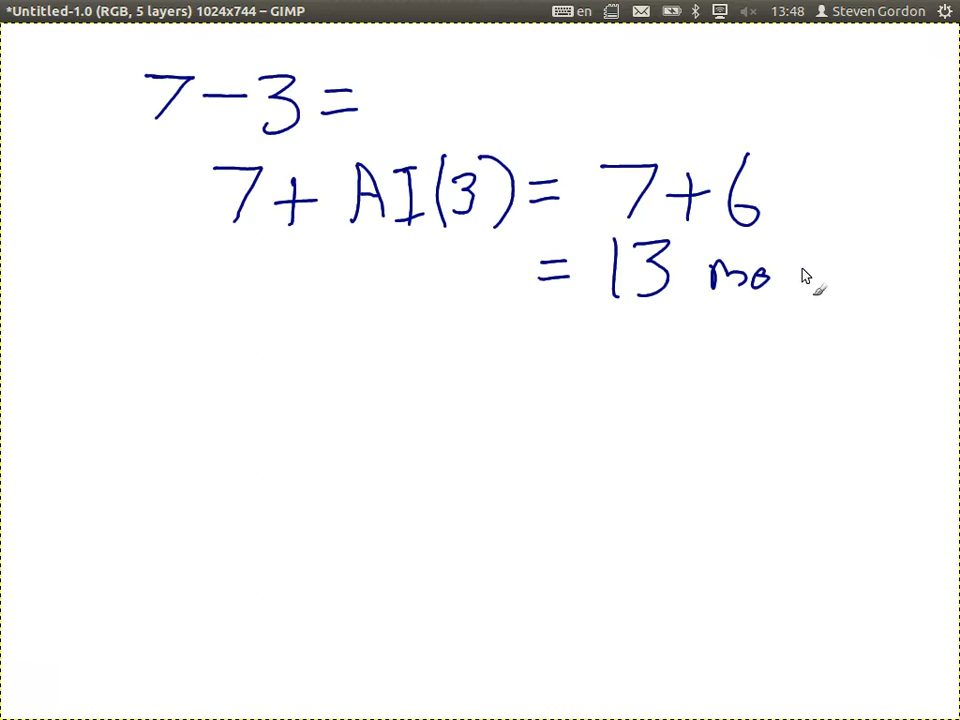 *Untitled-1.0 (RGB, 5 layers) 1024x744 – GIMP en 13:48 Steven Gordon
7 - 3 =
7 + AI(3) = 7 + 6
= 13 mo